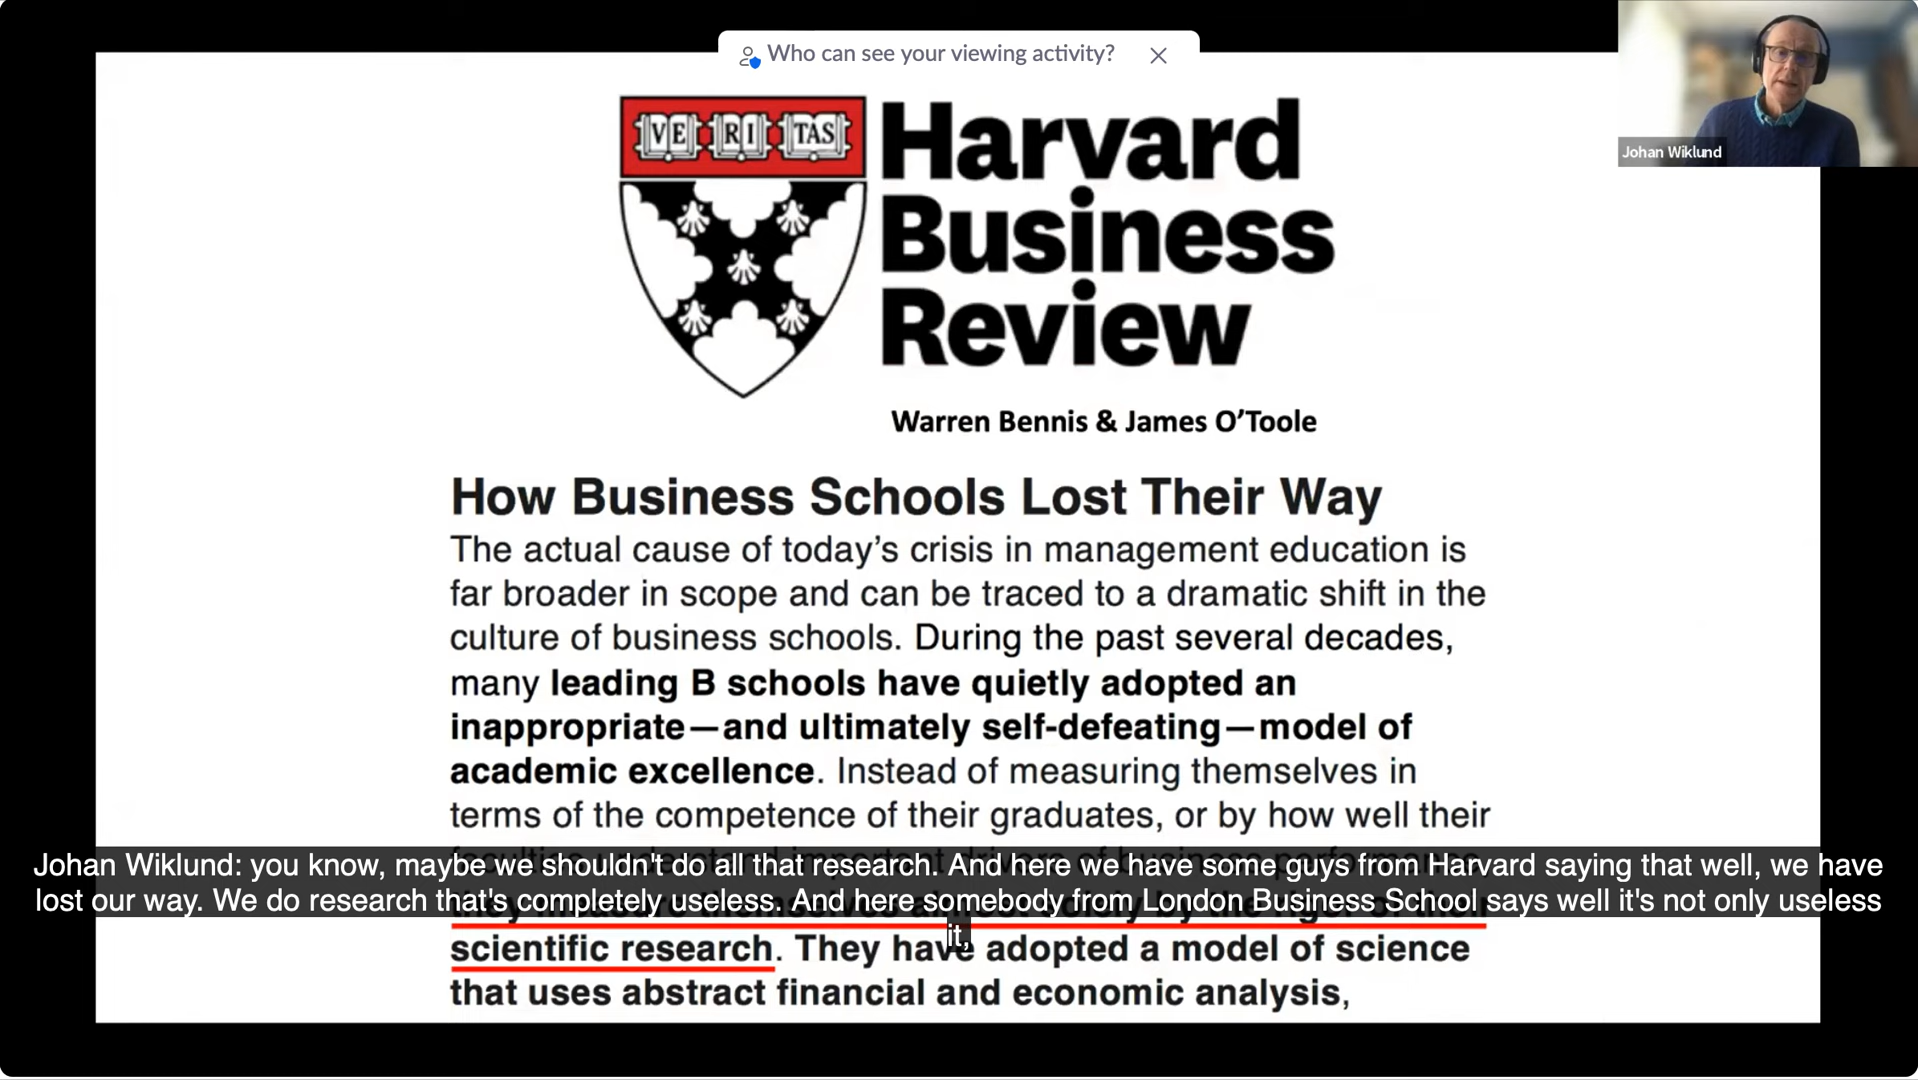 Who can see your viewing activity?
VE RI TAS
Harvard
Business
Review
Johan Wiklund
Warren Bennis & James O’Toole
How Business Schools Lost Their Way
The actual cause of today’s crisis in management education is
far broader in scope and can be traced to a dramatic shift in the
culture of business schools. During the past several decades,
many leading B schools have quietly adopted an
inappropriate—and ultimately self-defeating—model of
academic excellence. Instead of measuring themselves in
terms of the competence of their graduates, or by how well their
Johan Wiklund: you know, maybe we shouldn't do all that research. And here we have some guys from Harvard saying that well, we have
lost our way. We do research that's completely useless. And here somebody from London Business School says well it's not only useless
it,
scientific research. They have adopted a model of science
that uses abstract financial and economic analysis,